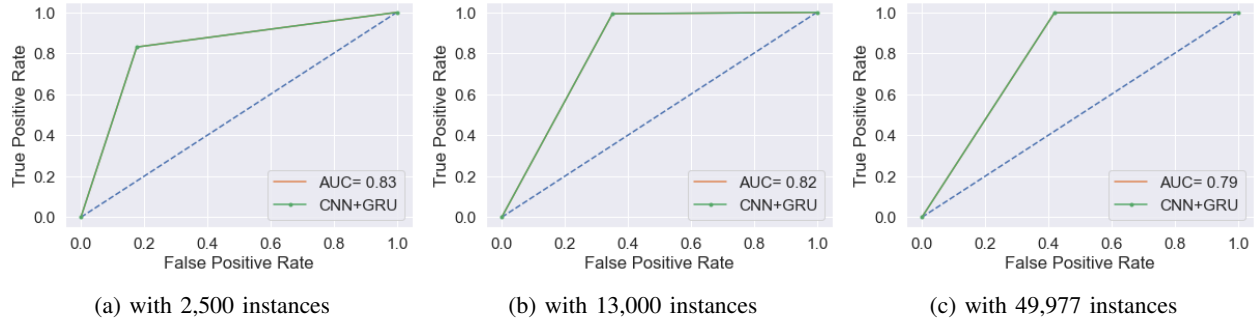 True Positive Rate
1.0
0.8
0.6
0.4
0.2
0.0
AUC= 0.83
CNN+GRU
0.0 0.2 0.4 0.6 0.8 1.0
False Positive Rate
(a) with 2,500 instances
True Positive Rate
1.0
0.8
0.6
0.4
0.2
0.0
AUC= 0.82
CNN+GRU
0.0 0.2 0.4 0.6 0.8 1.0
False Positive Rate
(b) with 13,000 instances
True Positive Rate
1.0
0.8
0.6
0.4
0.2
0.0
AUC= 0.79
CNN+GRU
0.0 0.2 0.4 0.6 0.8 1.0
False Positive Rate
(c) with 49,977 instances